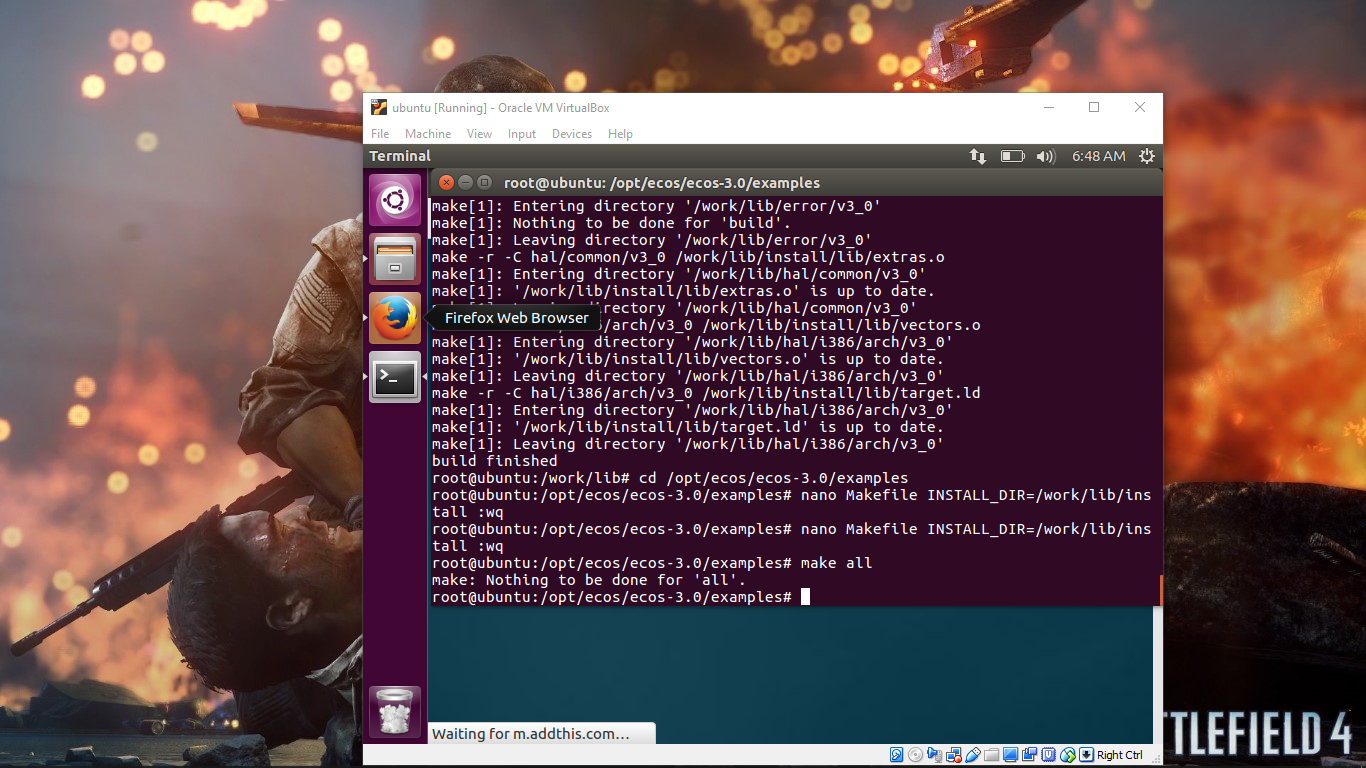 ubuntu [Running] - Oracle VM VirtualBox
File Machine View Input Devices Help
Terminal 6:48 AM
root@ubuntu: /opt/ecos/ecos-3.0/examples
make[1]: Entering directory '/work/lib/error/v3_0'
make[1]: Nothing to be done for 'build'.
make[1]: Leaving directory '/work/lib/error/v3_0'
make -r -C hal/common/v3_0 /work/lib/install/lib/extras.o
make[1]: Entering directory '/work/lib/hal/common/v3_0'
make[1]: '/work/lib/install/lib/extras.o' is up to date.
directory '/work/lib/hal/common/v3_0'
Firefox Web Browser
arch/v3_0 /work/lib/install/lib/vectors.o
make[1]: Entering directory '/work/lib/hal/i386/arch/v3_0'
make[1]: '/work/lib/install/lib/vectors.o' is up to date.
make[1]: Leaving directory '/work/lib/hal/i386/arch/v3_0'
make -r -C hal/i386/arch/v3_0 /work/lib/install/lib/target.ld
make[1]: Entering directory '/work/lib/hal/i386/arch/v3_0'
make[1]: '/work/lib/install/lib/target.ld' is up to date.
make[1]: Leaving directory '/work/lib/hal/i386/arch/v3_0'
build finished
root@ubuntu:/work/lib# cd /opt/ecos/ecos-3.0/examples
root@ubuntu:/opt/ecos/ecos-3.0/examples# nano Makefile INSTALL_DIR=/work/lib/ins
tall :wq
root@ubuntu:/opt/ecos/ecos-3.0/examples# nano Makefile INSTALL_DIR=/work/lib/ins
tall :wq
root@ubuntu:/opt/ecos/ecos-3.0/examples# make all
make: Nothing to be done for 'all'.
root@ubuntu:/opt/ecos/ecos-3.0/examples#
Waiting for m.addthis.com…
TTLEFIELD 4
Right Ctrl